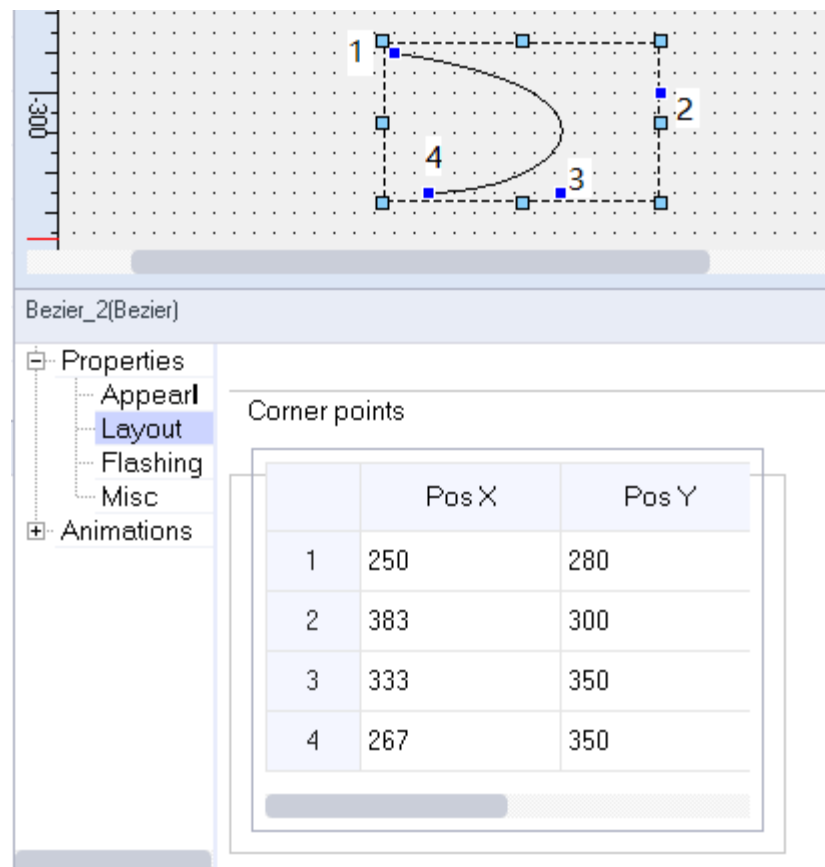 1
2
-300
4
3
Bezier_2(Bezier)
Properties
Appearl
Layout
Flashing
Misc
Animations
Corner points
Pos X Pos Y
1 250 280
2 383 300
3 333 350
4 267 350